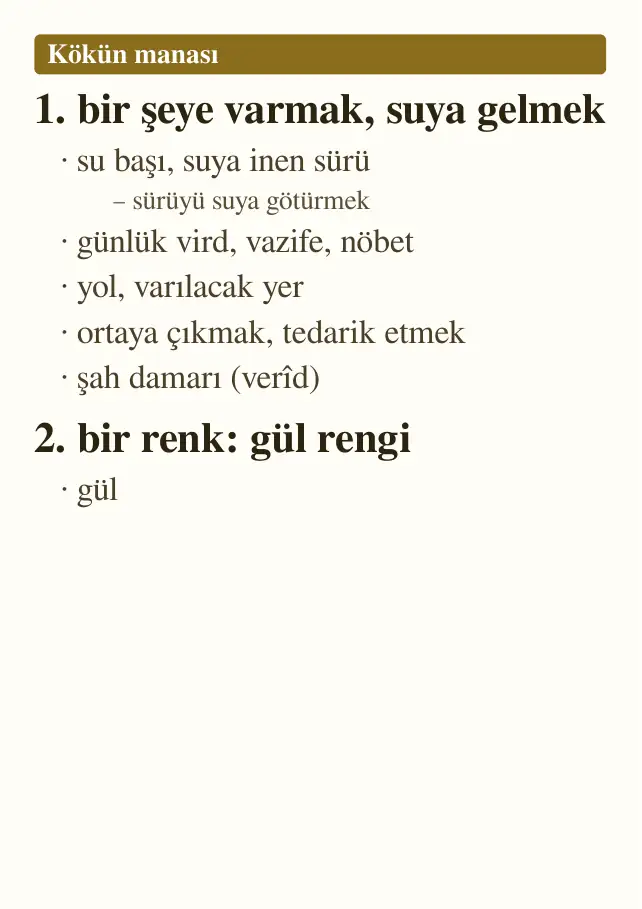 Kökün manası
1. bir şeye varmak, suya gelmek
· su başı, suya inen sürü
– sürüyü suya götürmek
· günlük vird, vazife, nöbet
· yol, varılacak yer
· ortaya çıkmak, tedarik etmek
· şah damarı (verîd)
2. bir renk: gül rengi
· gül